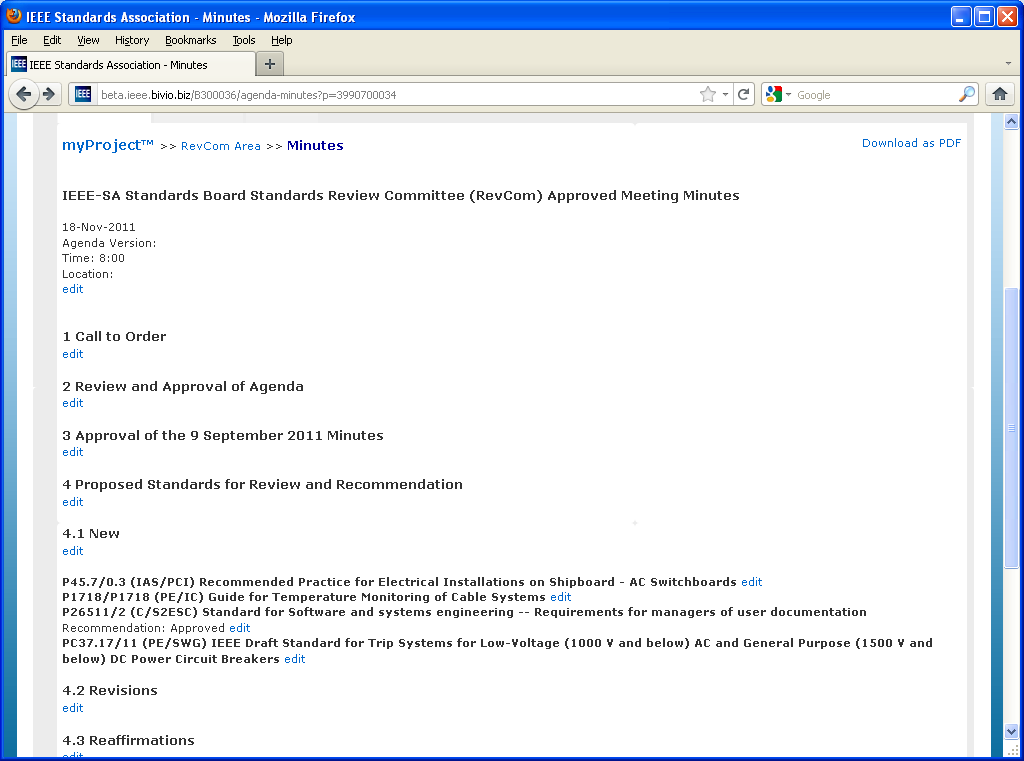 IEEE Standards Association - Minutes - Mozilla Firefox
File Edit View History Bookmarks Tools Help
IEEE IEEE Standards Association - Minutes
IEEE beta.ieee.bivio.biz/B300036/agenda-minutes?p=3990700034 Google
myProject™ >> RevCom Area >> Minutes Download as PDF
IEEE-SA Standards Board Standards Review Committee (RevCom) Approved Meeting Minutes
18-Nov-2011
Agenda Version:
Time: 8:00
Location:
edit
1 Call to Order
edit
2 Review and Approval of Agenda
edit
3 Approval of the 9 September 2011 Minutes
edit
4 Proposed Standards for Review and Recommendation
edit
4.1 New
edit
P45.7/0.3 (IAS/PCI) Recommended Practice for Electrical Installations on Shipboard - AC Switchboards edit
P1718/P1718 (PE/IC) Guide for Temperature Monitoring of Cable Systems edit
P26511/2 (C/S2ESC) Standard for Software and systems engineering -- Requirements for managers of user documentation
Recommendation: Approved edit
PC37.17/11 (PE/SWG) IEEE Draft Standard for Trip Systems for Low-Voltage (1000 V and below) AC and General Purpose (1500 V and
below) DC Power Circuit Breakers edit
4.2 Revisions
edit
4.3 Reaffirmations
edit